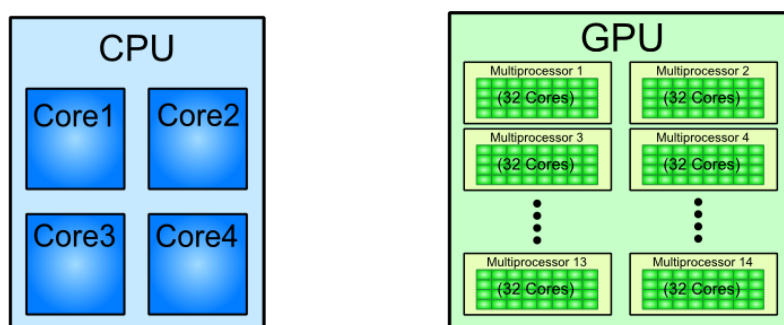 CPU
Core1
Core2
Core3
Core4
GPU
Multiprocessor 1
(32 Cores)
Multiprocessor 2
(32 Cores)
Multiprocessor 3
(32 Cores)
Multiprocessor 4
(32 Cores)
Multiprocessor 13
(32 Cores)
Multiprocessor 14
(32 Cores)